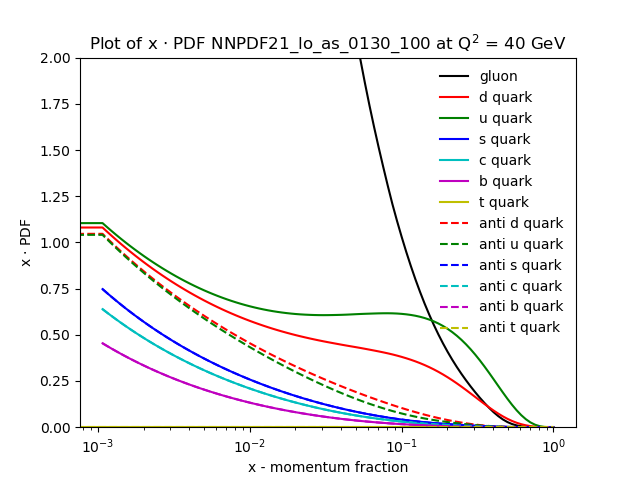 Plot of x · PDF NNPDF21_lo_as_0130_100 at Q² = 40 GeV
2.00
1.75
1.50
1.25
1.00
0.75
0.50
0.25
0.00
x · PDF
gluon
d quark
u quark
s quark
c quark
b quark
t quark
anti d quark
anti u quark
anti s quark
anti c quark
anti b quark
anti t quark
10⁻³ 10⁻² 10⁻¹ 10⁰
x - momentum fraction